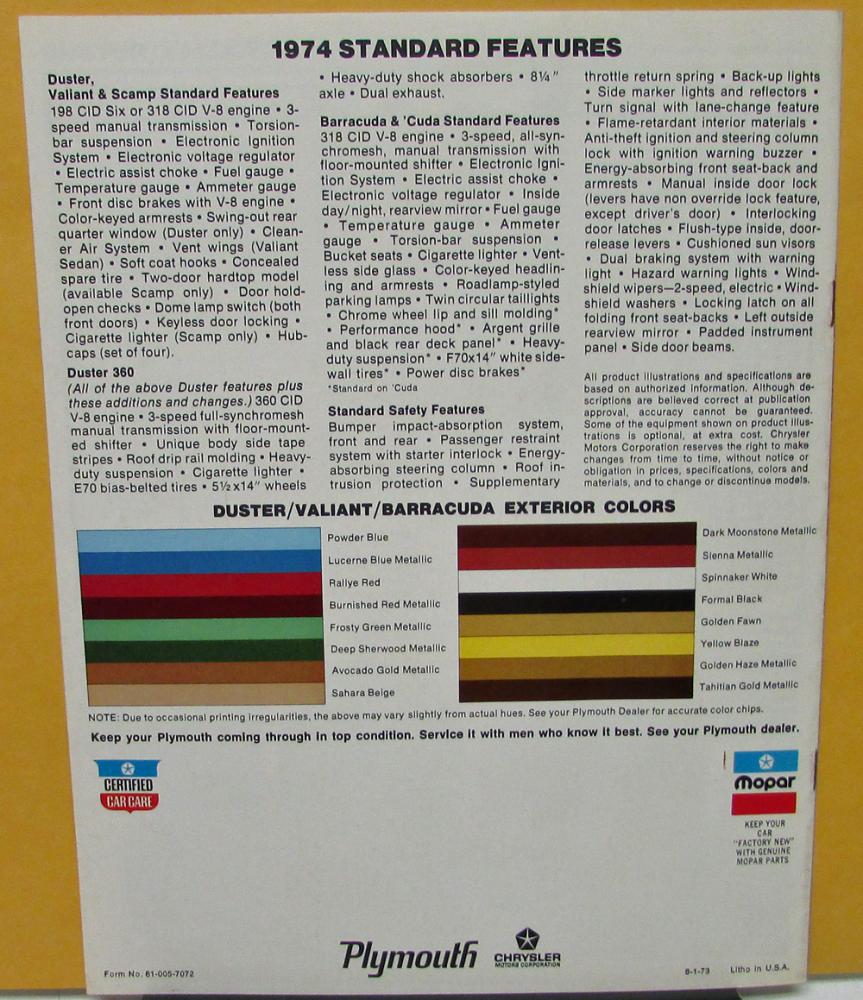 1974 STANDARD FEATURES
Duster,
Valiant & Scamp Standard Features
198 CID Six or 318 CID V-8 engine • 3-
speed manual transmission • Torsion-
bar suspension • Electronic Ignition
System • Electronic voltage regulator
• Electric assist choke • Fuel gauge •
Temperature gauge • Ammeter gauge
• Front disc brakes with V-8 engine •
Color-keyed armrests • Swing-out rear
quarter window (Duster only) • Clean-
er Air System • Vent wings (Valiant
Sedan) • Soft coat hooks • Concealed
spare tire • Two-door hardtop model
(available Scamp only) • Door hold-
open checks • Dome lamp switch (both
front doors) • Keyless door locking •
Cigarette lighter (Scamp only) • Hub-
caps (set of four).
Duster 360
(All of the above Duster features plus
these additions and changes.) 360 CID
V-8 engine • 3-speed full-synchromesh
manual transmission with floor-mount-
ed shifter • Unique body side tape
stripes • Roof drip rail molding • Heavy-
duty suspension • Cigarette lighter •
E70 bias-belted tires • 5½x14" wheels
• Heavy-duty shock absorbers • 8¼"
axle • Dual exhaust.
Barracuda & 'Cuda Standard Features
318 CID V-8 engine • 3-speed, all-syn-
chromesh, manual transmission with
floor-mounted shifter • Electronic Igni-
tion System • Electric assist choke •
Electronic voltage regulator • Inside
day/night, rearview mirror • Fuel gauge
• Temperature gauge • Ammeter
gauge • Torsion-bar suspension •
Bucket seats • Cigarette lighter • Vent-
less side glass • Color-keyed headlin-
ing and armrests • Roadlamp-styled
parking lamps • Twin circular taillights
• Chrome wheel lip and sill molding*
• Performance hood* • Argent grille
and black rear deck panel* • Heavy-
duty suspension* • F70x14" white side-
wall tires* • Power disc brakes*
*Standard on 'Cuda
Standard Safety Features
Bumper impact-absorption system,
front and rear • Passenger restraint
system with starter interlock • Energy-
absorbing steering column • Roof in-
trusion protection • Supplementary
throttle return spring • Back-up lights
• Side marker lights and reflectors •
Turn signal with lane-change feature
• Flame-retardant interior materials •
Anti-theft ignition and steering column
lock with ignition warning buzzer •
Energy-absorbing front seat-back and
armrests • Manual inside door lock
(levers have non override lock feature,
except driver's door) • Interlocking
door latches • Flush-type inside, door-
release levers • Cushioned sun visors
• Dual braking system with warning
light • Hazard warning lights • Wind-
shield wipers—2-speed, electric • Wind-
shield washers • Locking latch on all
folding front seat-backs • Left outside
rearview mirror • Padded instrument
panel • Side door beams.
All product illustrations and specifications are
based on authorized information. Although de-
scriptions are believed correct at publication
approval, accuracy cannot be guaranteed.
Some of the equipment shown on product illus-
trations is optional, at extra cost. Chrysler
Motors Corporation reserves the right to make
changes from time to time, without notice or
obligation in prices, specifications, colors and
materials, and to change or discontinue models.
DUSTER/VALIANT/BARRACUDA EXTERIOR COLORS
Powder Blue
Lucerne Blue Metallic
Rallye Red
Burnished Red Metallic
Frosty Green Metallic
Deep Sherwood Metallic
Avocado Gold Metallic
Sahara Beige
Dark Moonstone Metallic
Sienna Metallic
Spinnaker White
Formal Black
Golden Fawn
Yellow Blaze
Golden Haze Metallic
Tahitian Gold Metallic
NOTE: Due to occasional printing irregularities, the above may vary slightly from actual hues. See your Plymouth Dealer for accurate color chips.
Keep your Plymouth coming through in top condition. Service it with men who know it best. See your Plymouth dealer.
CERTIFIED
CAR CARE
Mopar
KEEP YOUR
CAR
"FACTORY NEW"
WITH GENUINE
MOPAR PARTS
Plymouth
CHRYSLER
MOTORS CORPORATION
Form No. 81-005-7072
8-1-73
Litho in U.S.A.